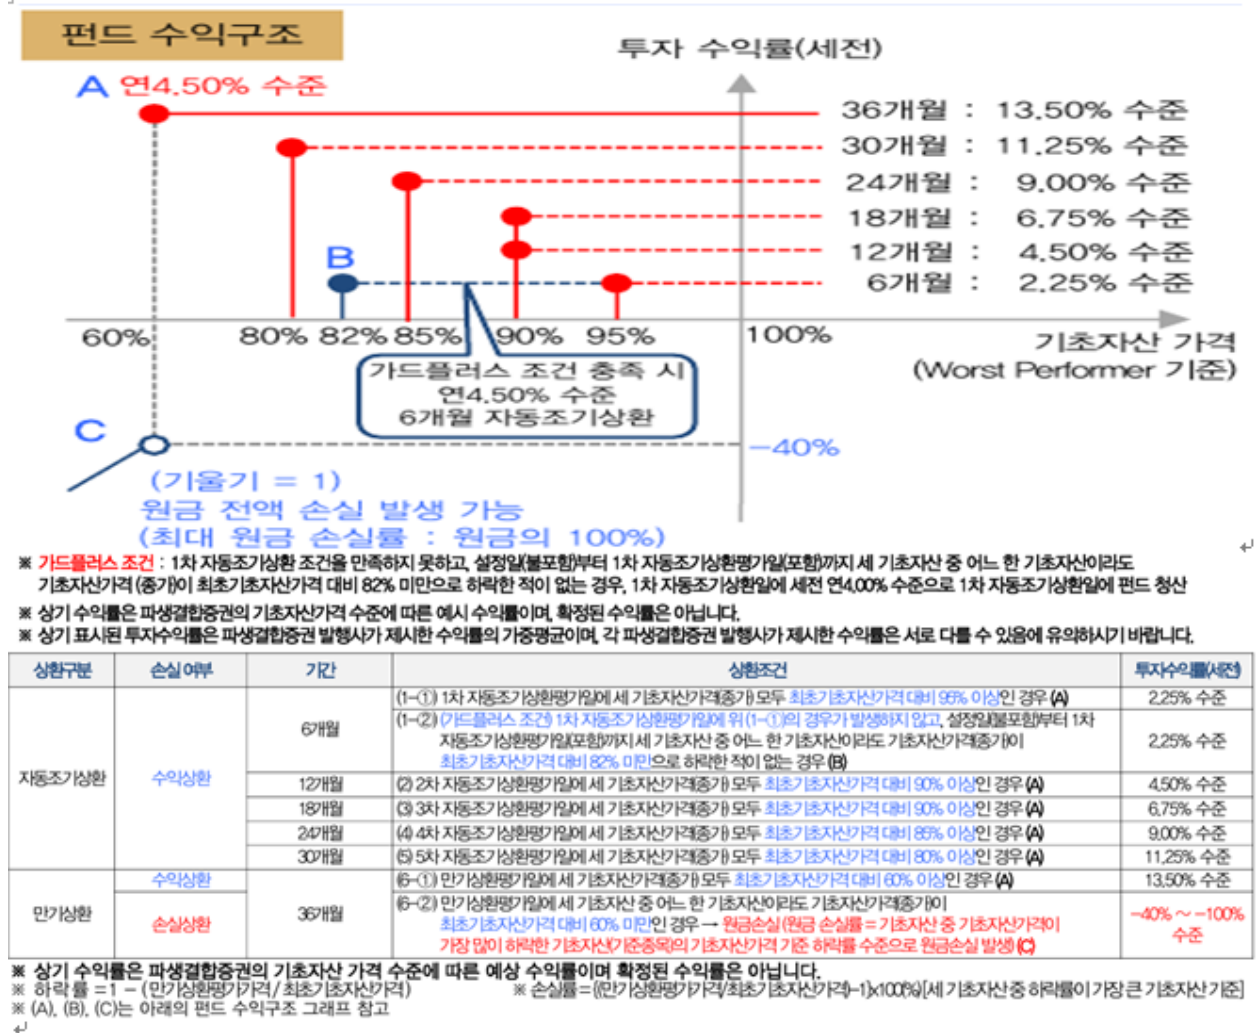 펀드 수익구조
투자 수익률(세전)
A 연4.50% 수준
36개월 : 13.50% 수준
30개월 : 11.25% 수준
24개월 : 9.00% 수준
18개월 : 6.75% 수준
12개월 : 4.50% 수준
6개월 : 2.25% 수준
B
60% 80% 82% 85% 90% 95% 100%
기초자산 가격
(Worst Performer 기준)
가드플러스 조건 충족 시
연4.50% 수준
6개월 자동조기상환
C
-40%
(기울기 = 1)
원금 전액 손실 발생 가능
(최대 원금 손실률 : 원금의 100%)
※ 가드플러스 조건 : 1차 자동조기상환 조건을 만족하지 못하고, 설정일(불포함)부터 1차 자동조기상환평가일(포함)까지 세 기초자산 중 어느 한 기초자산이라도
기초자산가격 (종가)이 최초기초자산가격 대비 82% 미만으로 하락한 적이 없는 경우, 1차 자동조기상환일에 세전 연4.00% 수준으로 1차 자동조기상환일에 펀드 청산
※ 상기 수익률은 파생결합증권의 기초자산가격 수준에 따른 예시 수익률이며, 확정된 수익률은 아닙니다.
※ 상기 표시된 투자수익률은 파생결합증권 발행사가 제시한 수익률의 가중평균이며, 각 파생결합증권 발행사가 제시한 수익률은 서로 다를 수 있음에 유의하시기 바랍니다.
상환구분 손실 여부 기간 상환조건 투자수익률(세전)
자동조기상환 수익상환 6개월 (1-①) 1차 자동조기상환평가일에 세 기초자산가격(종가) 모두 최초기초자산가격 대비 95% 이상인 경우 (A) 2.25% 수준
(1-②) (가드플러스 조건) 1차 자동조기상환평가일에 위 (1-①)의 경우가 발생하지 않고, 설정일(불포함)부터 1차
자동조기상환평가일(포함)까지 세 기초자산 중 어느 한 기초자산이라도 기초자산가격(종가)이
최초기초자산가격 대비 82% 미만으로 하락한 적이 없는 경우 (B) 2.25% 수준
12개월 (2) 2차 자동조기상환평가일에 세 기초자산가격(종가) 모두 최초기초자산가격 대비 90% 이상인 경우 (A) 4.50% 수준
18개월 (3) 3차 자동조기상환평가일에 세 기초자산가격(종가) 모두 최초기초자산가격 대비 90% 이상인 경우 (A) 6.75% 수준
24개월 (4) 4차 자동조기상환평가일에 세 기초자산가격(종가) 모두 최초기초자산가격 대비 85% 이상인 경우 (A) 9.00% 수준
30개월 (5) 5차 자동조기상환평가일에 세 기초자산가격(종가) 모두 최초기초자산가격 대비 80% 이상인 경우 (A) 11.25% 수준
만기상환 수익상환 36개월 (6-①) 만기상환평가일에 세 기초자산가격(종가) 모두 최초기초자산가격 대비 60% 이상인 경우 (A) 13.50% 수준
손실상환 (6-②) 만기상환평가일에 세 기초자산 중 어느 한 기초자산이라도 기초자산가격(종가)이
최초기초자산가격 대비 60% 미만인 경우 → 원금손실 (원금 손실률 = 기초자산 중 기초자산가격이
가장 많이 하락한 기초자산(기준종목)의 기초자산가격 기준 하락률 수준으로 원금손실 발생) (C)
-40% ~ -100%
수준
※ 상기 수익률은 파생결합증권의 기초자산 가격 수준에 따른 예상 수익률이며 확정된 수익률은 아닙니다.
※ 하락률 = 1 - (만기상환평가가격 / 최초기초자산가격) ※ 손실률 = {(만기상환평가가격/최초기초자산가격)-1}x100%) [세 기초자산 중 하락률이 가장 큰 기초자산 기준]
※ (A), (B), (C)는 아래의 펀드 수익구조 그래프 참고